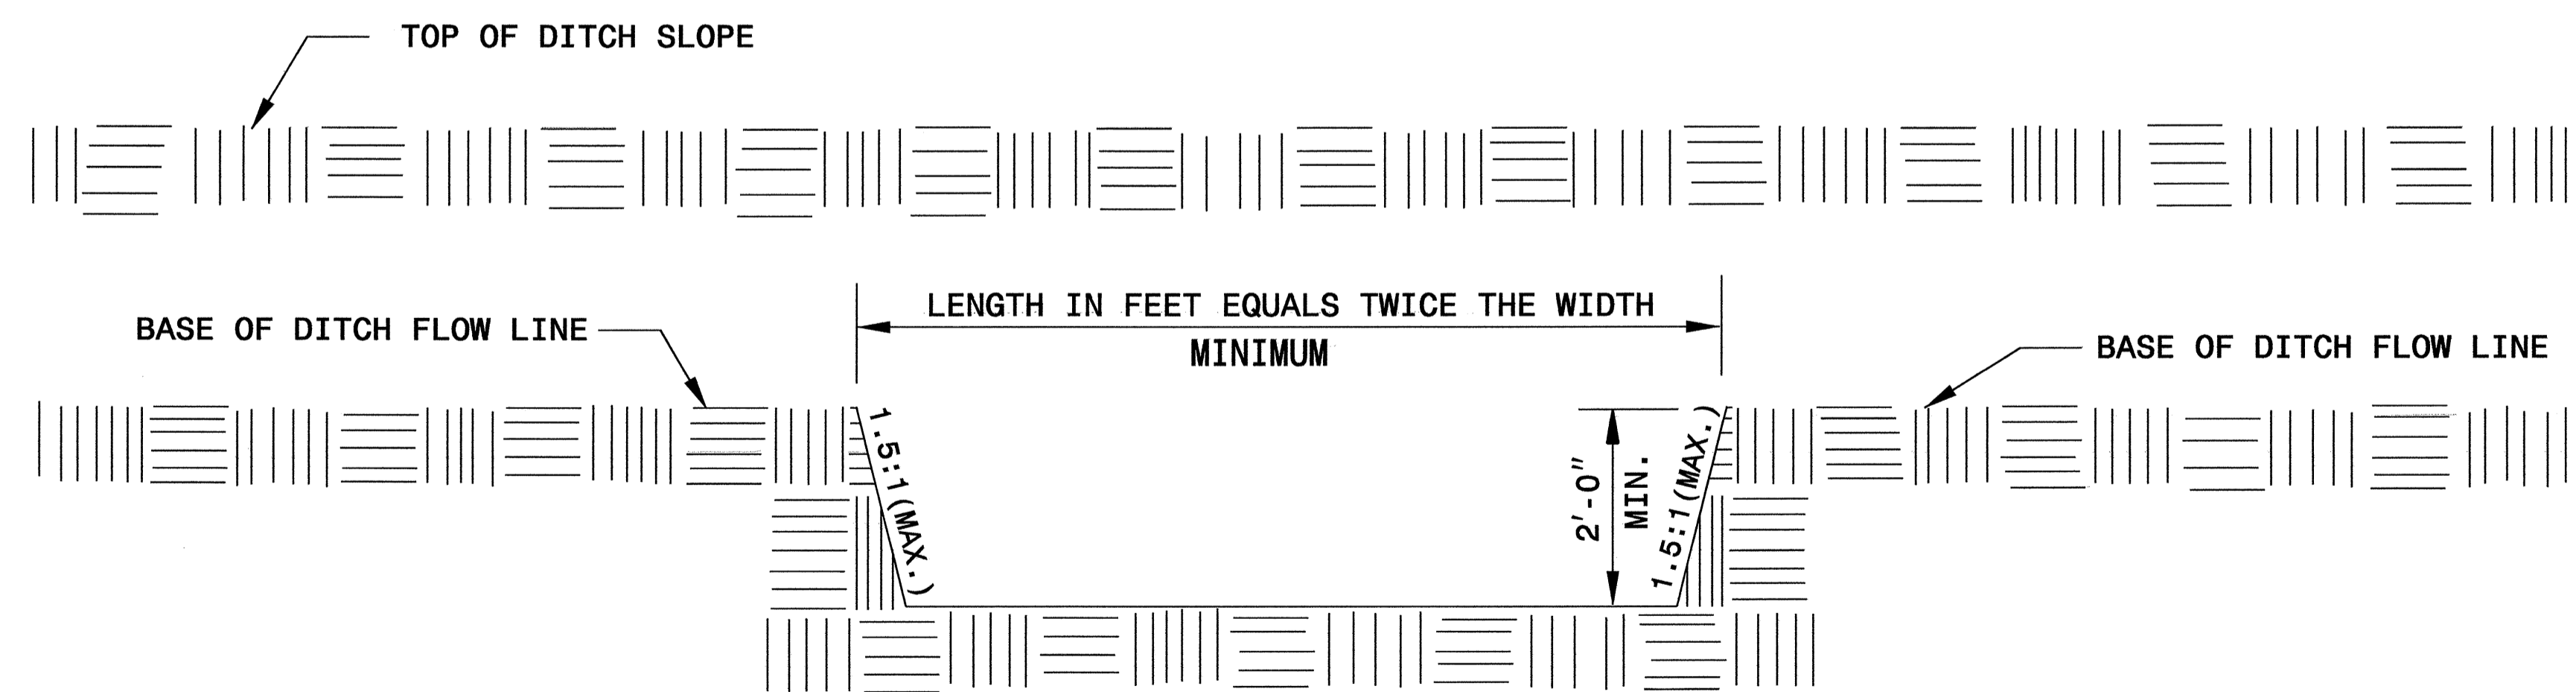 TOP OF DITCH SLOPE
LENGTH IN FEET EQUALS TWICE THE WIDTH
MINIMUM
BASE OF DITCH FLOW LINE
BASE OF DITCH FLOW LINE
1.5:1(MAX.)
2'-0"
MIN.
1.5:1(MAX.)